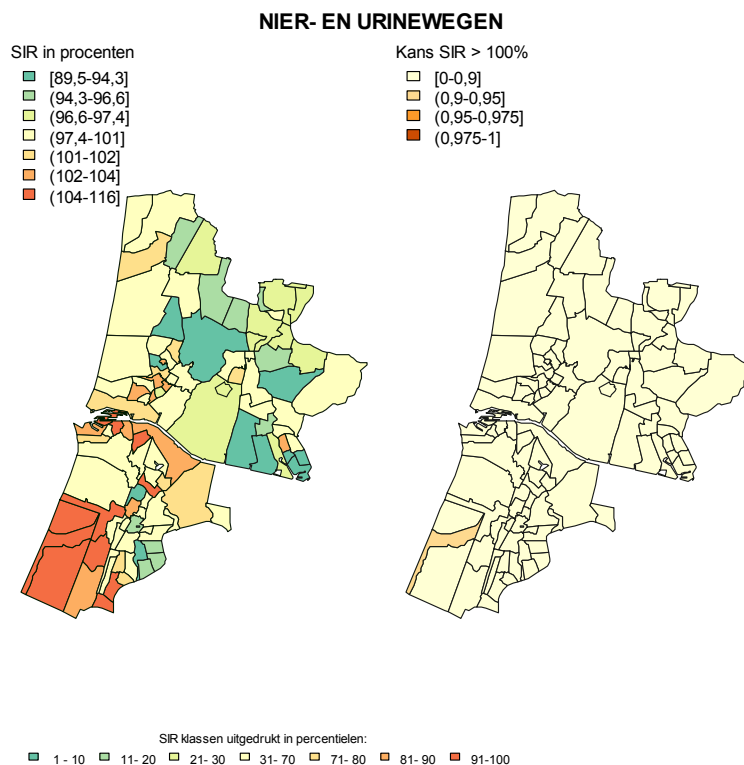 NIER- EN URINEWEGEN
SIR in procenten
[89,5-94,3]
(94,3-96,6]
(96,6-97,4]
(97,4-101]
(101-102]
(102-104]
(104-116]
Kans SIR > 100%
[0-0,9]
(0,9-0,95]
(0,95-0,975]
(0,975-1]
SIR klassen uitgedrukt in percentielen:
1 - 10 11- 20 21- 30 31- 70 71- 80 81- 90 91-100